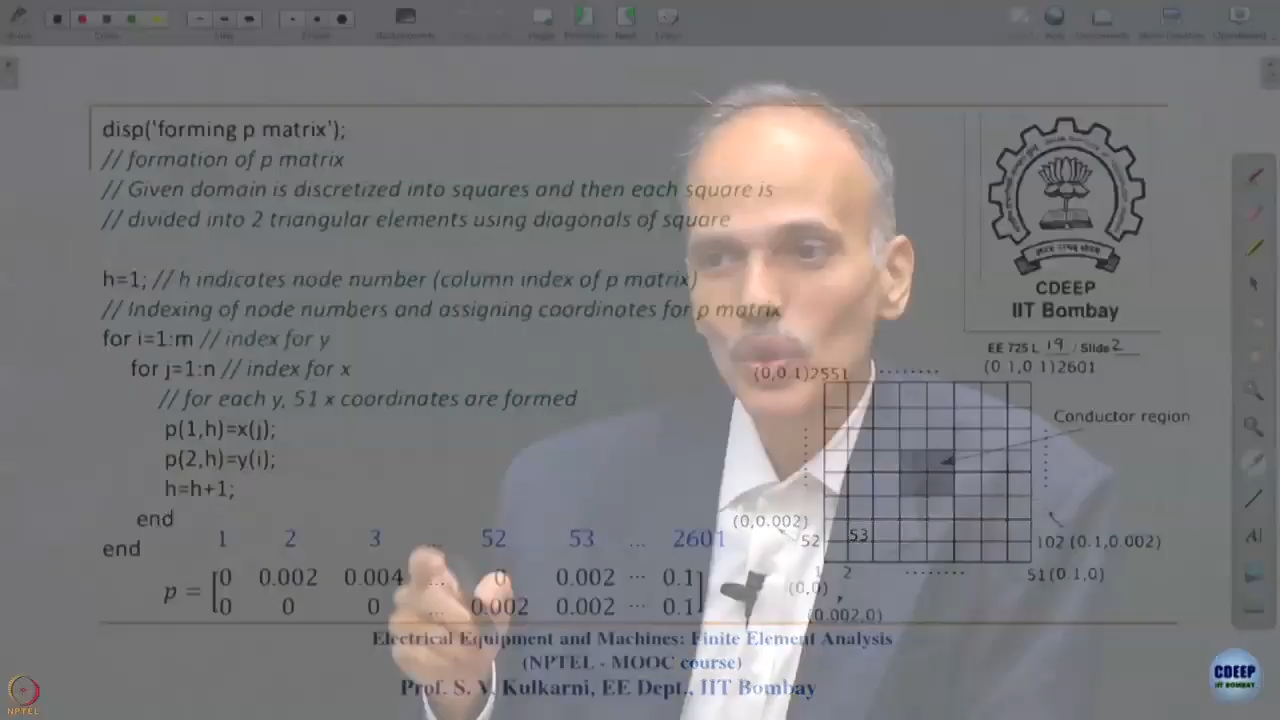 disp('forming p matrix');
// formation of p matrix
// Given domain is discretized into squares and then each square is
// divided into 2 triangular elements using diagonals of square
h=1; // h indicates node number (column index of p matrix)
// Indexing of node numbers and assigning coordinates for p matrix
for i=1:m // index for y
for j=1:n // index for x
// for each y, 51 x coordinates are formed
p(1,h)=x(j);
p(2,h)=y(i);
h=h+1;
end
end
1 2 3 ... 52 53 ... 2601
p = [0 0.002 0.004 ... 0 0.002 ... 0.1]
[0 0 0 ... 0.002 0.002 ... 0.1]
CDEEP
IIT Bombay
EE 725 L 19 / Slide 2
(0,0.1)2551 ........ (0.1,0.1)2601
Conductor region
(0,0.002)
52 53 102 (0.1,0.002)
1 2 ........ 51(0.1,0)
(0,0)
(0.002,0)
Electrical Equipment and Machines: Finite Element Analysis
(NPTEL - MOOC course)
Prof. S. V. Kulkarni, EE Dept., IIT Bombay
NPTEL
CDEEP
IIT BOMBAY